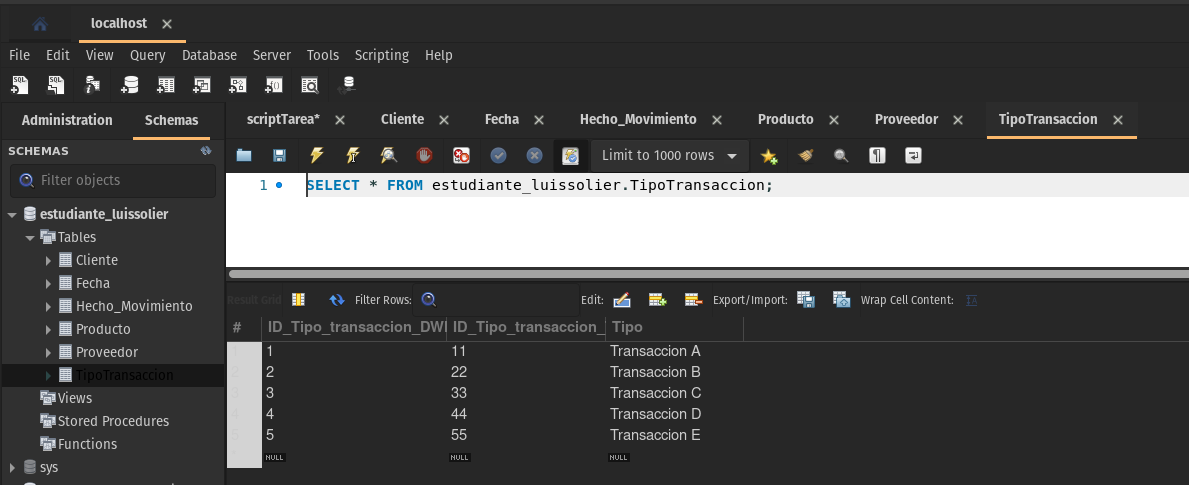 localhost
File Edit View Query Database Server Tools Scripting Help
Administration Schemas
SCHEMAS
Filter objects
estudiante_luissolier
Tables
Cliente
Fecha
Hecho_Movimiento
Producto
Proveedor
TipoTransaccion
Views
Stored Procedures
Functions
sys
scriptTarea* Cliente Fecha Hecho_Movimiento Producto Proveedor TipoTransaccion
Limit to 1000 rows
1 SELECT * FROM estudiante_luissolier.TipoTransaccion;
Result Grid Filter Rows: Edit: Export/Import: Wrap Cell Content:
# ID_Tipo_transaccion_DWH ID_Tipo_transaccion_ Tipo
1 11 Transaccion A
2 22 Transaccion B
3 33 Transaccion C
4 44 Transaccion D
5 55 Transaccion E
NULL NULL NULL